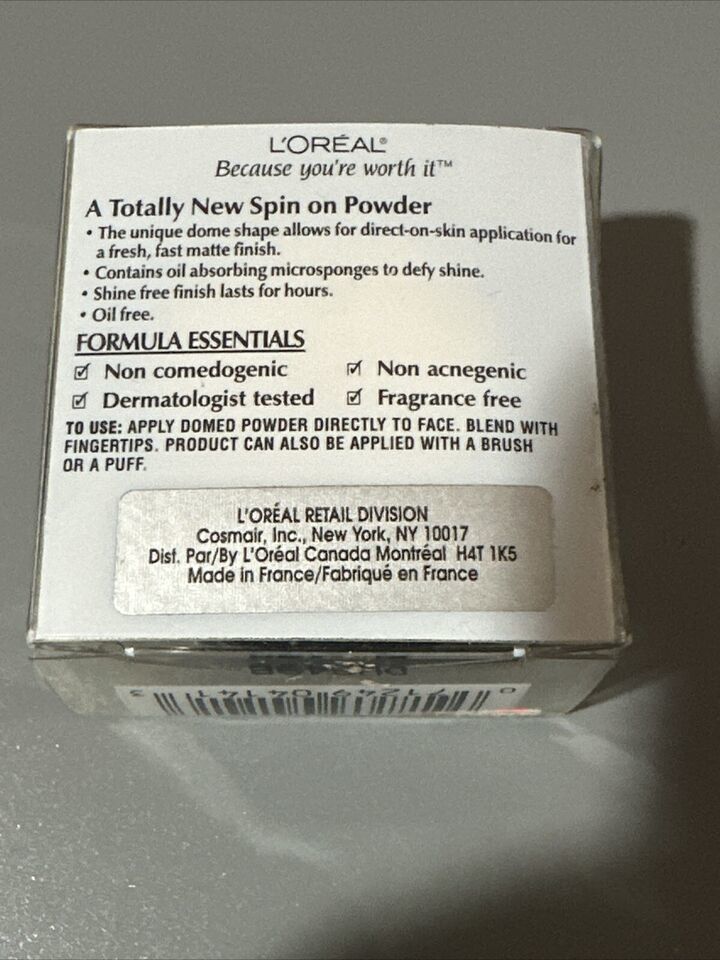 L'ORÉAL®
Because you're worth it™
A Totally New Spin on Powder
• The unique dome shape allows for direct-on-skin application for
a fresh, fast matte finish.
• Contains oil absorbing microsponges to defy shine.
• Shine free finish lasts for hours.
• Oil free.
FORMULA ESSENTIALS
☑ Non comedogenic ☑ Non acnegenic
☑ Dermatologist tested ☑ Fragrance free
TO USE: APPLY DOMED POWDER DIRECTLY TO FACE. BLEND WITH
FINGERTIPS. PRODUCT CAN ALSO BE APPLIED WITH A BRUSH
OR A PUFF.
L'ORÉAL RETAIL DIVISION
Cosmair, Inc., New York, NY 10017
Dist. Par/By L'Oréal Canada Montréal H4T 1K5
Made in France/Fabriqué en France